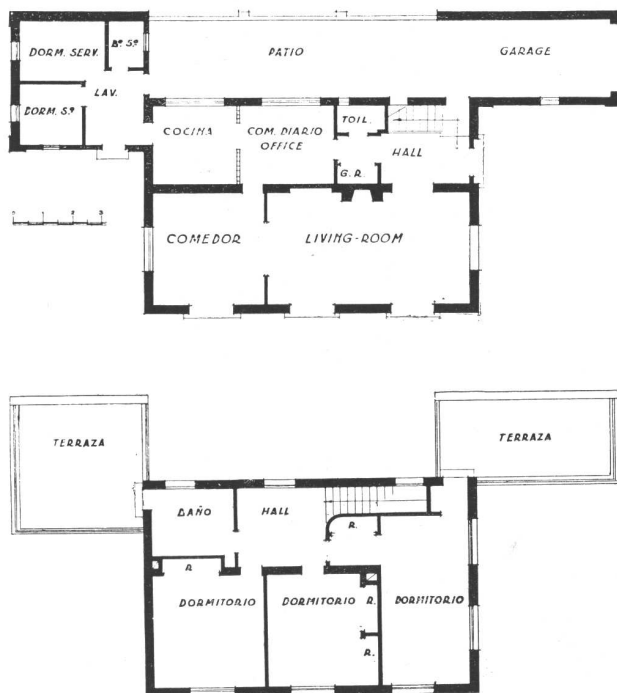 DORM. SERV.
Bº. Sº.
PATIO
GARAGE
LAV.
DORM. Sº.
COCINA
COM. DIARIO
OFFICE
TOIL.
HALL
G. R.
COMEDOR
LIVING-ROOM
TERRAZA
TERRAZA
BAÑO
HALL
R.
R.
DORMITORIO
DORMITORIO
R.
DORMITORIO
R.